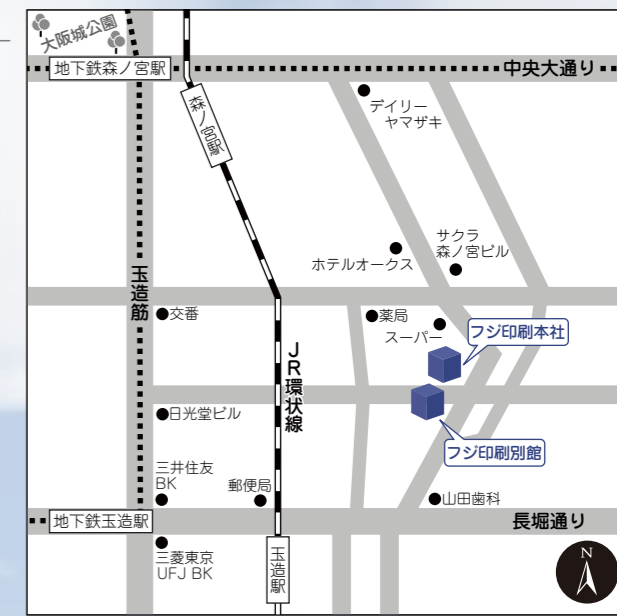 大阪城公園
地下鉄森ノ宮駅
中央大通り
森ノ宮駅
デイリー
ヤマザキ
サクラ
森ノ宮ビル
ホテルオークス
玉造筋
交番
薬局
スーパー
フジ印刷本社
JR環状線
日光堂ビル
フジ印刷別館
三井住友
BK
郵便局
山田歯科
地下鉄玉造駅
長堀通り
三菱東京
UFJ BK
玉造駅
N